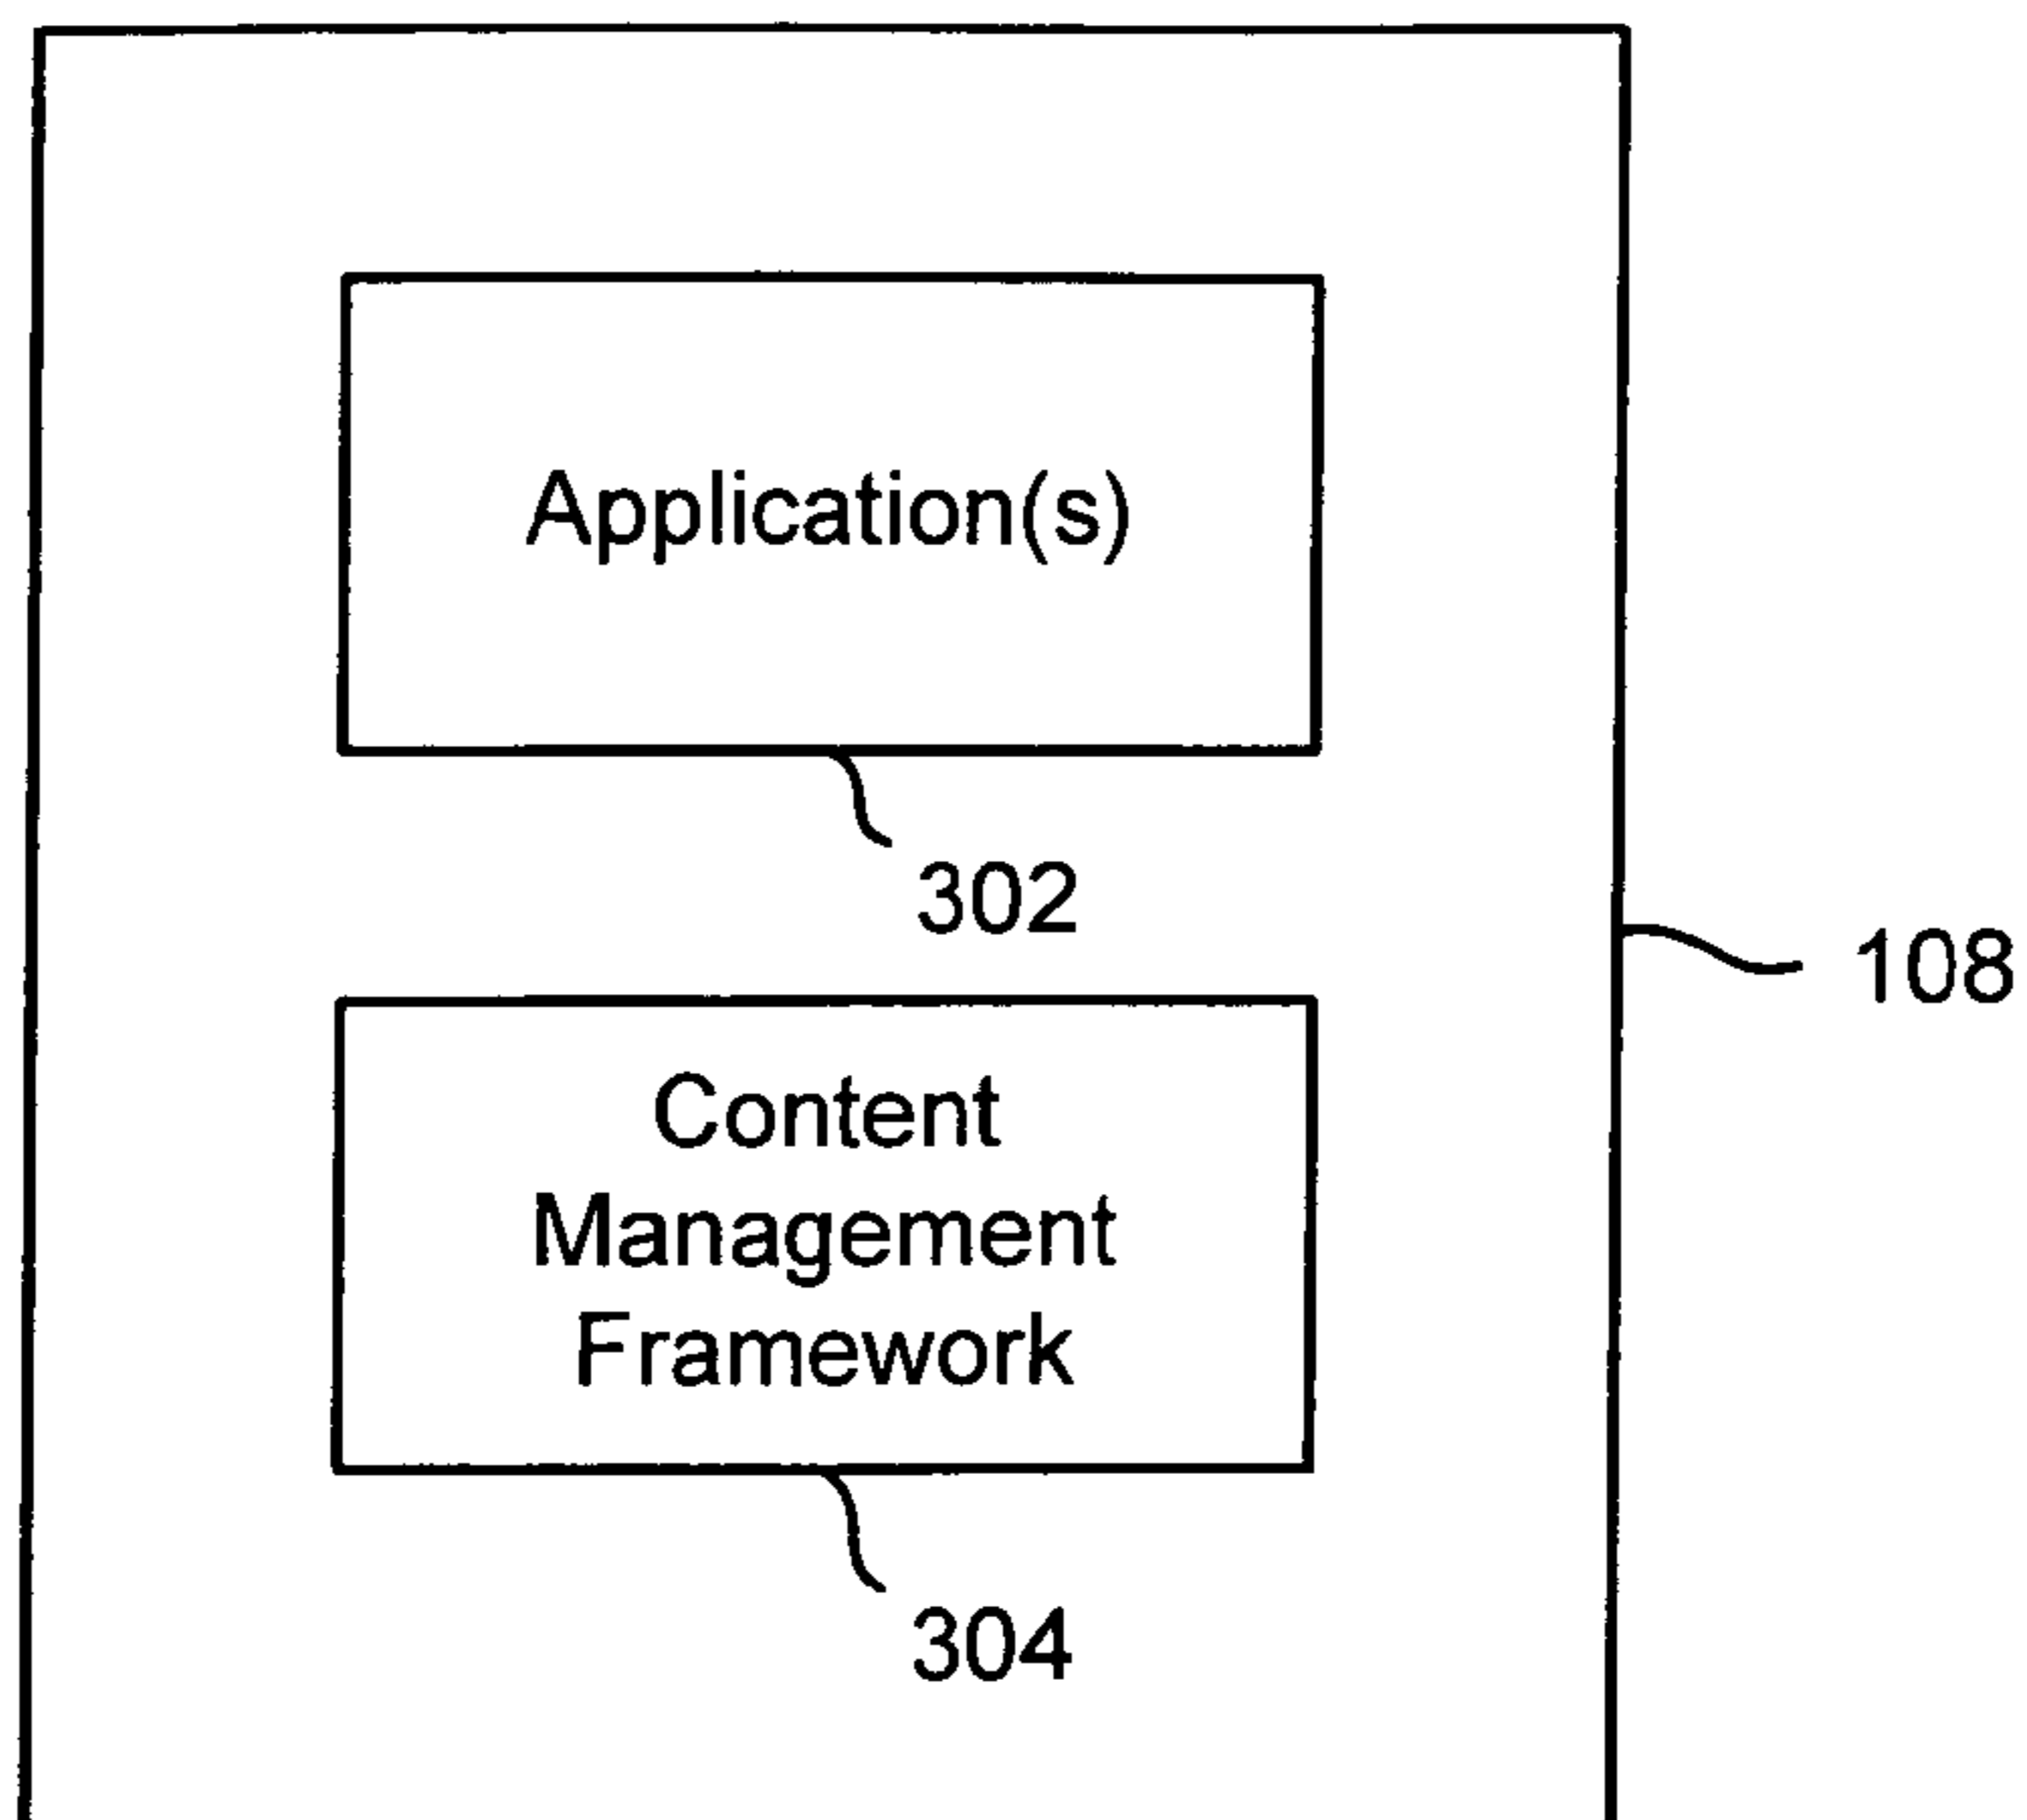 Application(s)
302
108
Content
Management
Framework
304